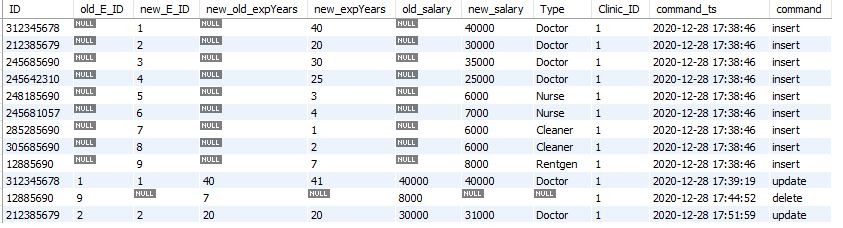 ID old_E_ID new_E_ID new_old_expYears new_expYears old_salary new_salary Type Clinic_ID command_ts command
312345678 NULL 1 NULL 40 NULL 40000 Doctor 1 2020-12-28 17:38:46 insert
212385679 NULL 2 NULL 20 NULL 30000 Doctor 1 2020-12-28 17:38:46 insert
245685690 NULL 3 NULL 30 NULL 35000 Doctor 1 2020-12-28 17:38:46 insert
245642310 NULL 4 NULL 25 NULL 25000 Doctor 1 2020-12-28 17:38:46 insert
248185690 NULL 5 NULL 3 NULL 6000 Nurse 1 2020-12-28 17:38:46 insert
245681057 NULL 6 NULL 4 NULL 7000 Nurse 1 2020-12-28 17:38:46 insert
285285690 NULL 7 NULL 1 NULL 6000 Cleaner 1 2020-12-28 17:38:46 insert
305685690 NULL 8 NULL 2 NULL 6000 Cleaner 1 2020-12-28 17:38:46 insert
12885690 NULL 9 NULL 7 NULL 8000 Rentgen 1 2020-12-28 17:38:46 insert
312345678 1 1 40 41 40000 40000 Doctor 1 2020-12-28 17:39:19 update
12885690 9 NULL 7 NULL 8000 NULL NULL 1 2020-12-28 17:44:52 delete
212385679 2 2 20 20 30000 31000 Doctor 1 2020-12-28 17:51:59 update